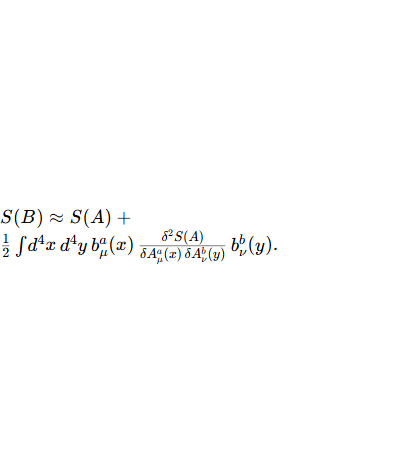 S(B) ≈ S(A) +
½ ∫d⁴x d⁴y b^a_μ(x) δ²S(A)/(δA^a_μ(x) δA^b_ν(y)) b^b_ν(y).